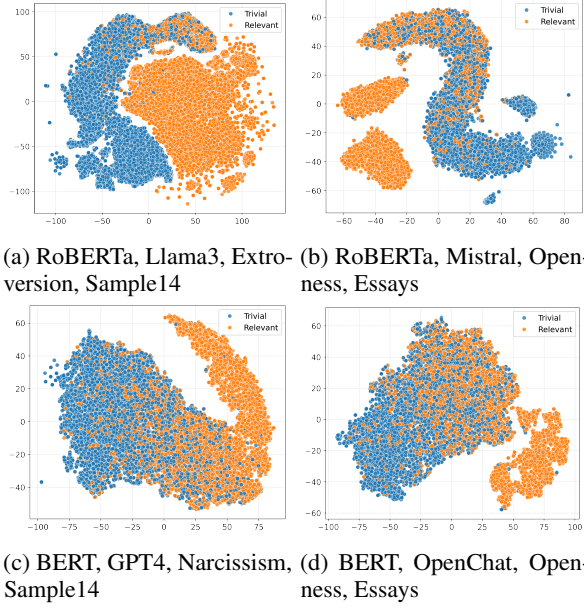 100
50
0
−50
−100
−100 −50 0 50 100
Trivial
Relevant
60
40
20
0
−20
−40
−60
−60 −40 −20 0 20 40 60 80
Trivial
Relevant
(a) RoBERTa, Llama3, Extro-
version, Sample14
(b) RoBERTa, Mistral, Open-
ness, Essays
60
40
20
0
−20
−40
−100 −75 −50 −25 0 25 50 75
Trivial
Relevant
60
40
20
0
−20
−40
−60
−100 −75 −50 −25 0 25 50 75 100
Trivial
Relevant
(c) BERT, GPT4, Narcissism,
Sample14
(d) BERT, OpenChat, Open-
ness, Essays